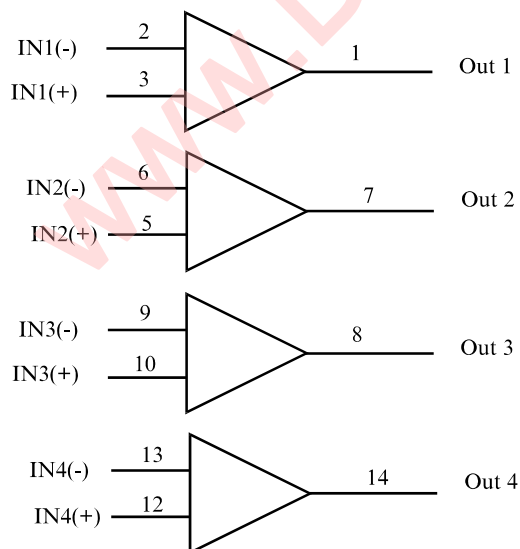 IN1(-) 2
IN1(+) 3
1 Out 1
IN2(-) 6
IN2(+) 5
7 Out 2
IN3(-) 9
IN3(+) 10
8 Out 3
IN4(-) 13
IN4(+) 12
14 Out 4
www.